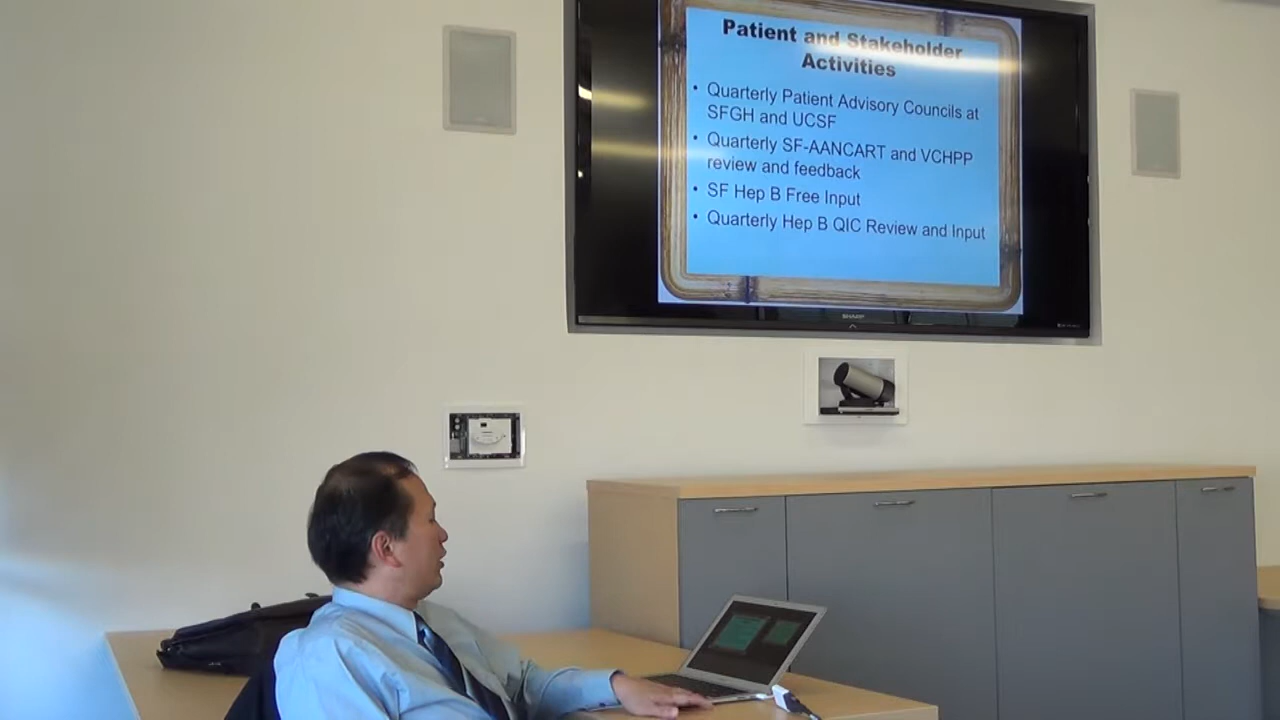 Patient and Stakeholder
Activities
• Quarterly Patient Advisory Councils at
SFGH and UCSF
• Quarterly SF-AANCART and VCHPP
review and feedback
• SF Hep B Free Input
• Quarterly Hep B QIC Review and Input
SHARP